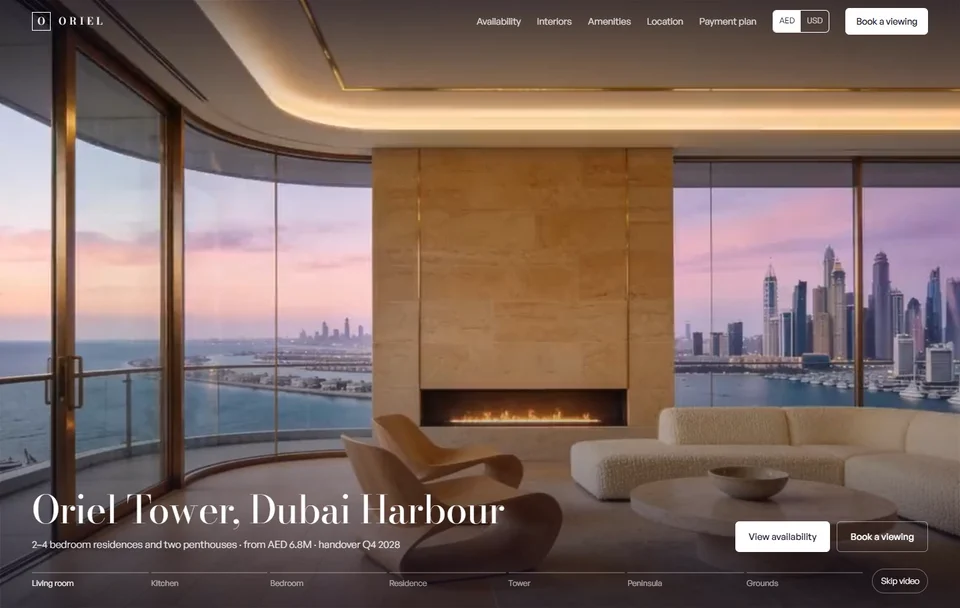 O ORIEL
Availability Interiors Amenities Location Payment plan AED USD Book a viewing
Oriel Tower, Dubai Harbour
2–4 bedroom residences and two penthouses · from AED 6.8M · handover Q4 2028
View availability Book a viewing
Living room Kitchen Bedroom Residence Tower Peninsula Grounds Skip video